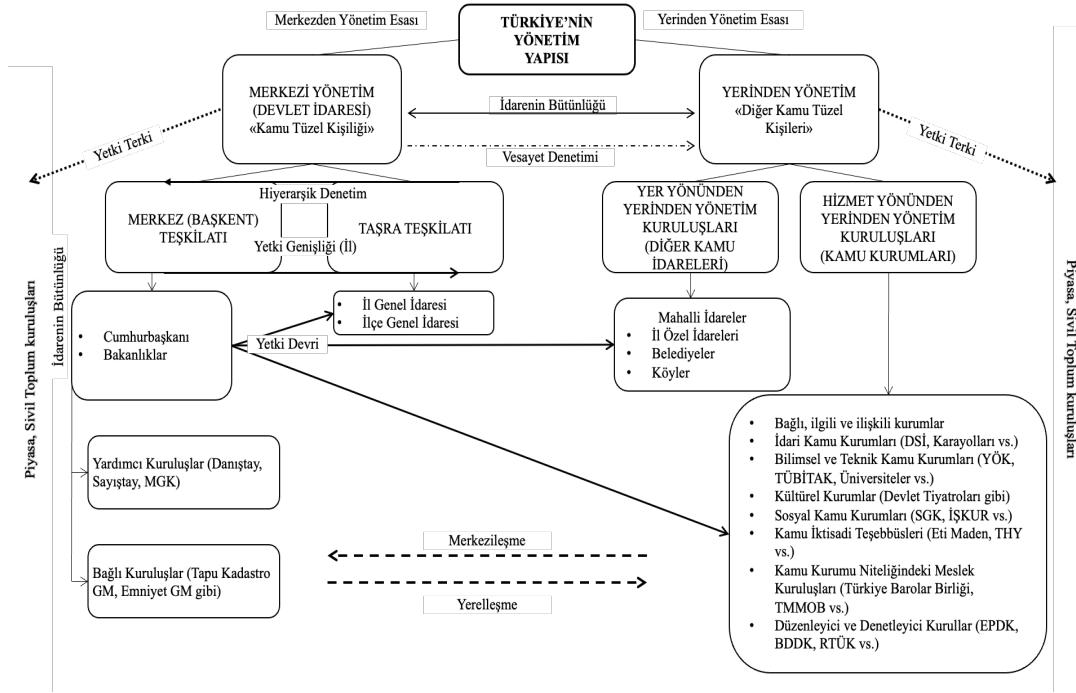 Merkezden Yönetim Esası
TÜRKİYE'NİN
YÖNETİM
YAPISI
Yerinden Yönetim Esası
MERKEZİ YÖNETİM
(DEVLET İDARESİ)
«Kamu Tüzel Kişiliği»
İdarenin Bütünlüğü
Vesayet Denetimi
YERİNDEN YÖNETİM
«Diğer Kamu Tüzel
Kişileri»
Yetki Terki
Yetki Terki
Hiyerarşik Denetim
MERKEZ (BAŞKENT)
TEŞKİLATI
TAŞRA TEŞKİLATI
Yetki Genişliği (İl)
YER YÖNÜNDEN
YERİNDEN YÖNETİM
KURULUŞLARI
(DİĞER KAMU
İDARELERİ)
HİZMET YÖNÜNDEN
YERİNDEN YÖNETİM
KURULUŞLARI
(KAMU KURUMLARI)
Piyasa, Sivil Toplum kuruluşları
İdarenin Bütünlüğü
Piyasa, Sivil Toplum kuruluşları
• Cumhurbaşkanı
• Bakanlıklar
• İl Genel İdaresi
• İlçe Genel İdaresi
Yetki Devri
Mahalli İdareler
• İl Özel İdareleri
• Belediyeler
• Köyler
Yardımcı Kuruluşlar (Danıştay,
Sayıştay, MGK)
Bağlı Kuruluşlar (Tapu Kadastro
GM, Emniyet GM gibi)
Merkezileşme
Yerelleşme
• Bağlı, ilgili ve ilişkili kurumlar
• İdari Kamu Kurumları (DSİ, Karayolları vs.)
• Bilimsel ve Teknik Kamu Kurumları (YÖK,
TÜBİTAK, Üniversiteler vs.)
• Kültürel Kurumlar (Devlet Tiyatroları gibi)
• Sosyal Kamu Kurumları (SGK, İŞKUR vs.)
• Kamu İktisadi Teşebbüsleri (Eti Maden, THY
vs.)
• Kamu Kurumu Niteliğindeki Meslek
Kuruluşları (Türkiye Barolar Birliği,
TMMOB vs.)
• Düzenleyici ve Denetleyici Kurullar (EPDK,
BDDK, RTÜK vs.)